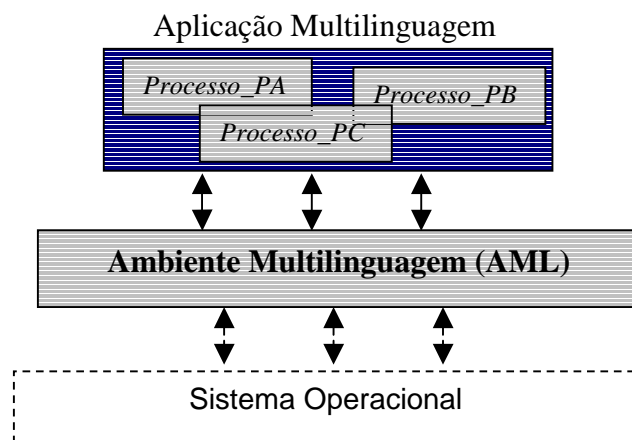 Aplicação Multilinguagem
Processo_PA
Processo_PB
Processo_PC
Ambiente Multilinguagem (AML)
Sistema Operacional